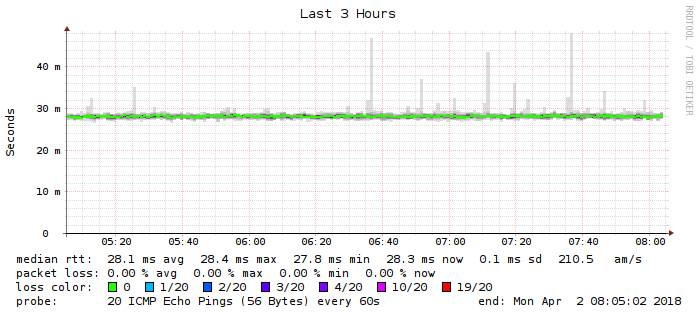 Last 3 Hours
RRDTOOL / TOBI OETIKER
Seconds
40 m
30 m
20 m
10 m
0
05:20 05:40 06:00 06:20 06:40 07:00 07:20 07:40 08:00
median rtt: 28.1 ms avg 28.4 ms max 27.8 ms min 28.3 ms now 0.1 ms sd 210.5 am/s
packet loss: 0.00 % avg 0.00 % max 0.00 % min 0.00 % now
loss color: 0 1/20 2/20 3/20 4/20 10/20 19/20
probe: 20 ICMP Echo Pings (56 Bytes) every 60s end: Mon Apr 2 08:05:02 2018